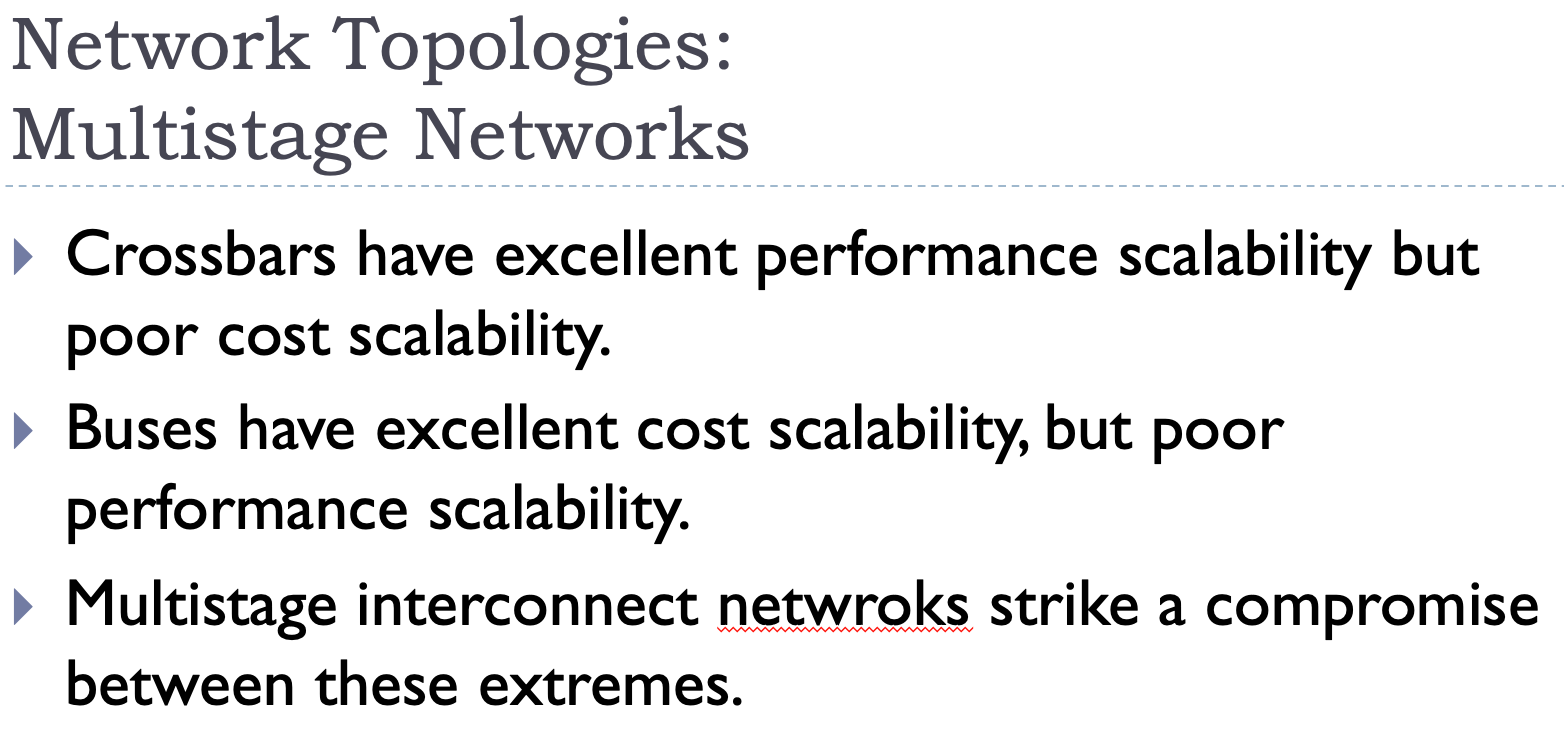 Network Topologies:
Multistage Networks
Crossbars have excellent performance scalability but
poor cost scalability.
Buses have excellent cost scalability, but poor
performance scalability.
Multistage interconnect netwroks strike a compromise
between these extremes.